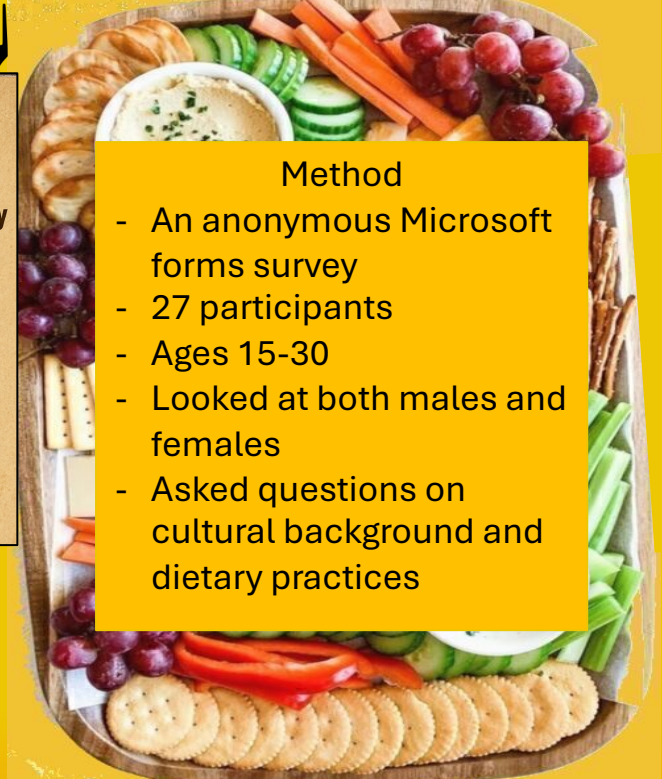 Method
- An anonymous Microsoft
forms survey
- 27 participants
- Ages 15-30
- Looked at both males and
females
- Asked questions on
cultural background and
dietary practices